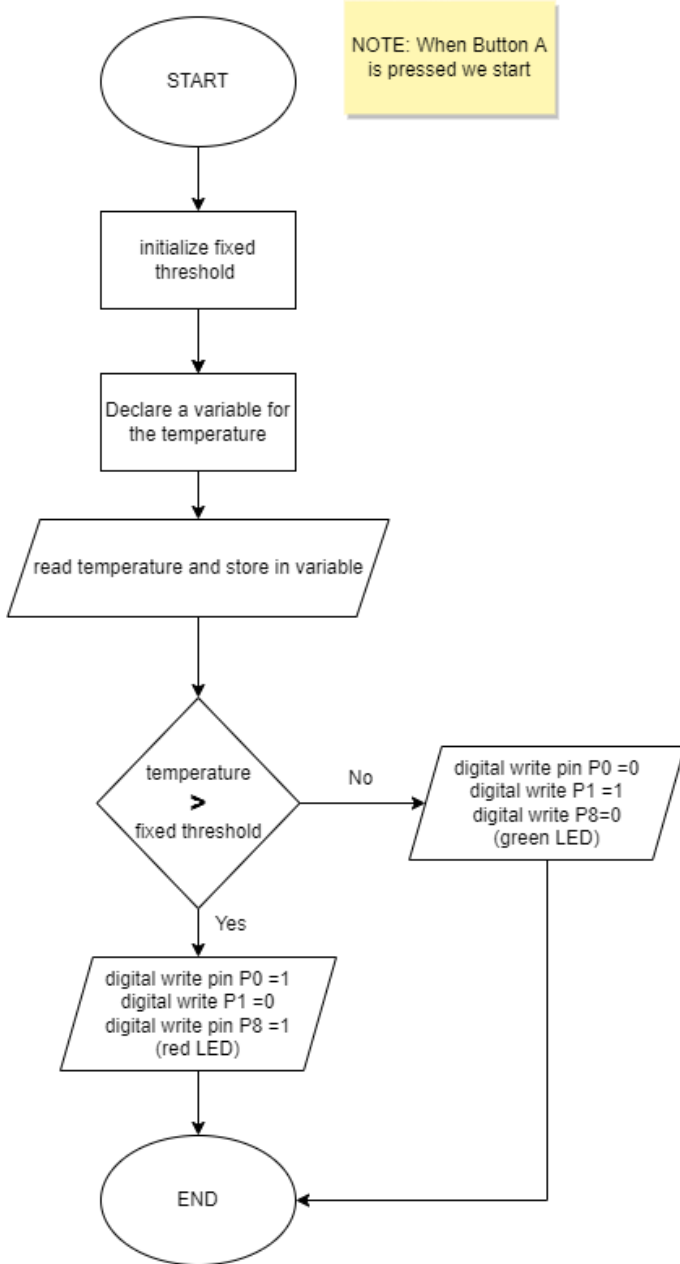 START
NOTE: When Button A
is pressed we start
initialize fixed
threshold
Declare a variable for
the temperature
read temperature and store in variable
temperature
>
fixed threshold
No
digital write pin P0 =0
digital write P1 =1
digital write P8=0
(green LED)
Yes
digital write pin P0 =1
digital write P1 =0
digital write pin P8 =1
(red LED)
END